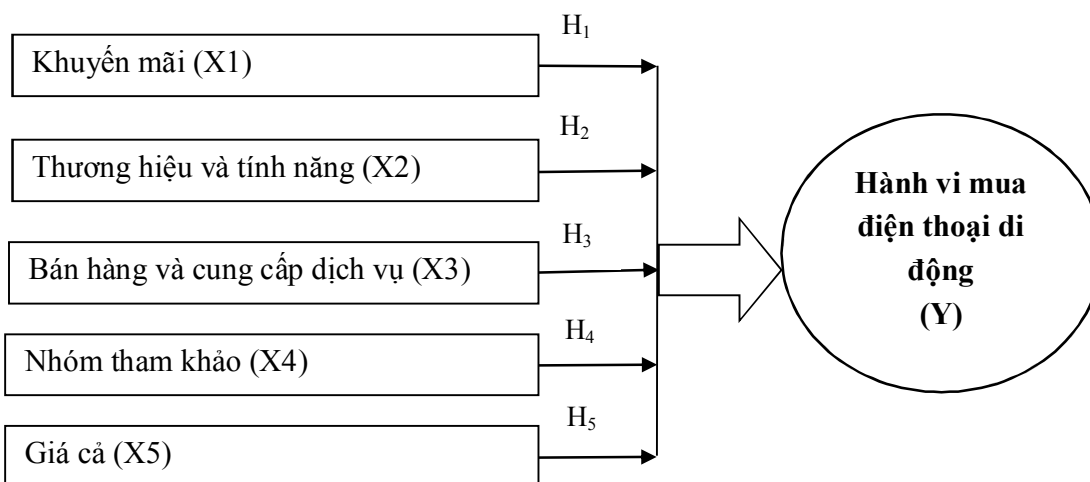 H₁
Khuyến mãi (X1)
H₂
Thương hiệu và tính năng (X2)
H₃
Bán hàng và cung cấp dịch vụ (X3)
H₄
Nhóm tham khảo (X4)
H₅
Giá cả (X5)
Hành vi mua
điện thoại di
động
(Y)